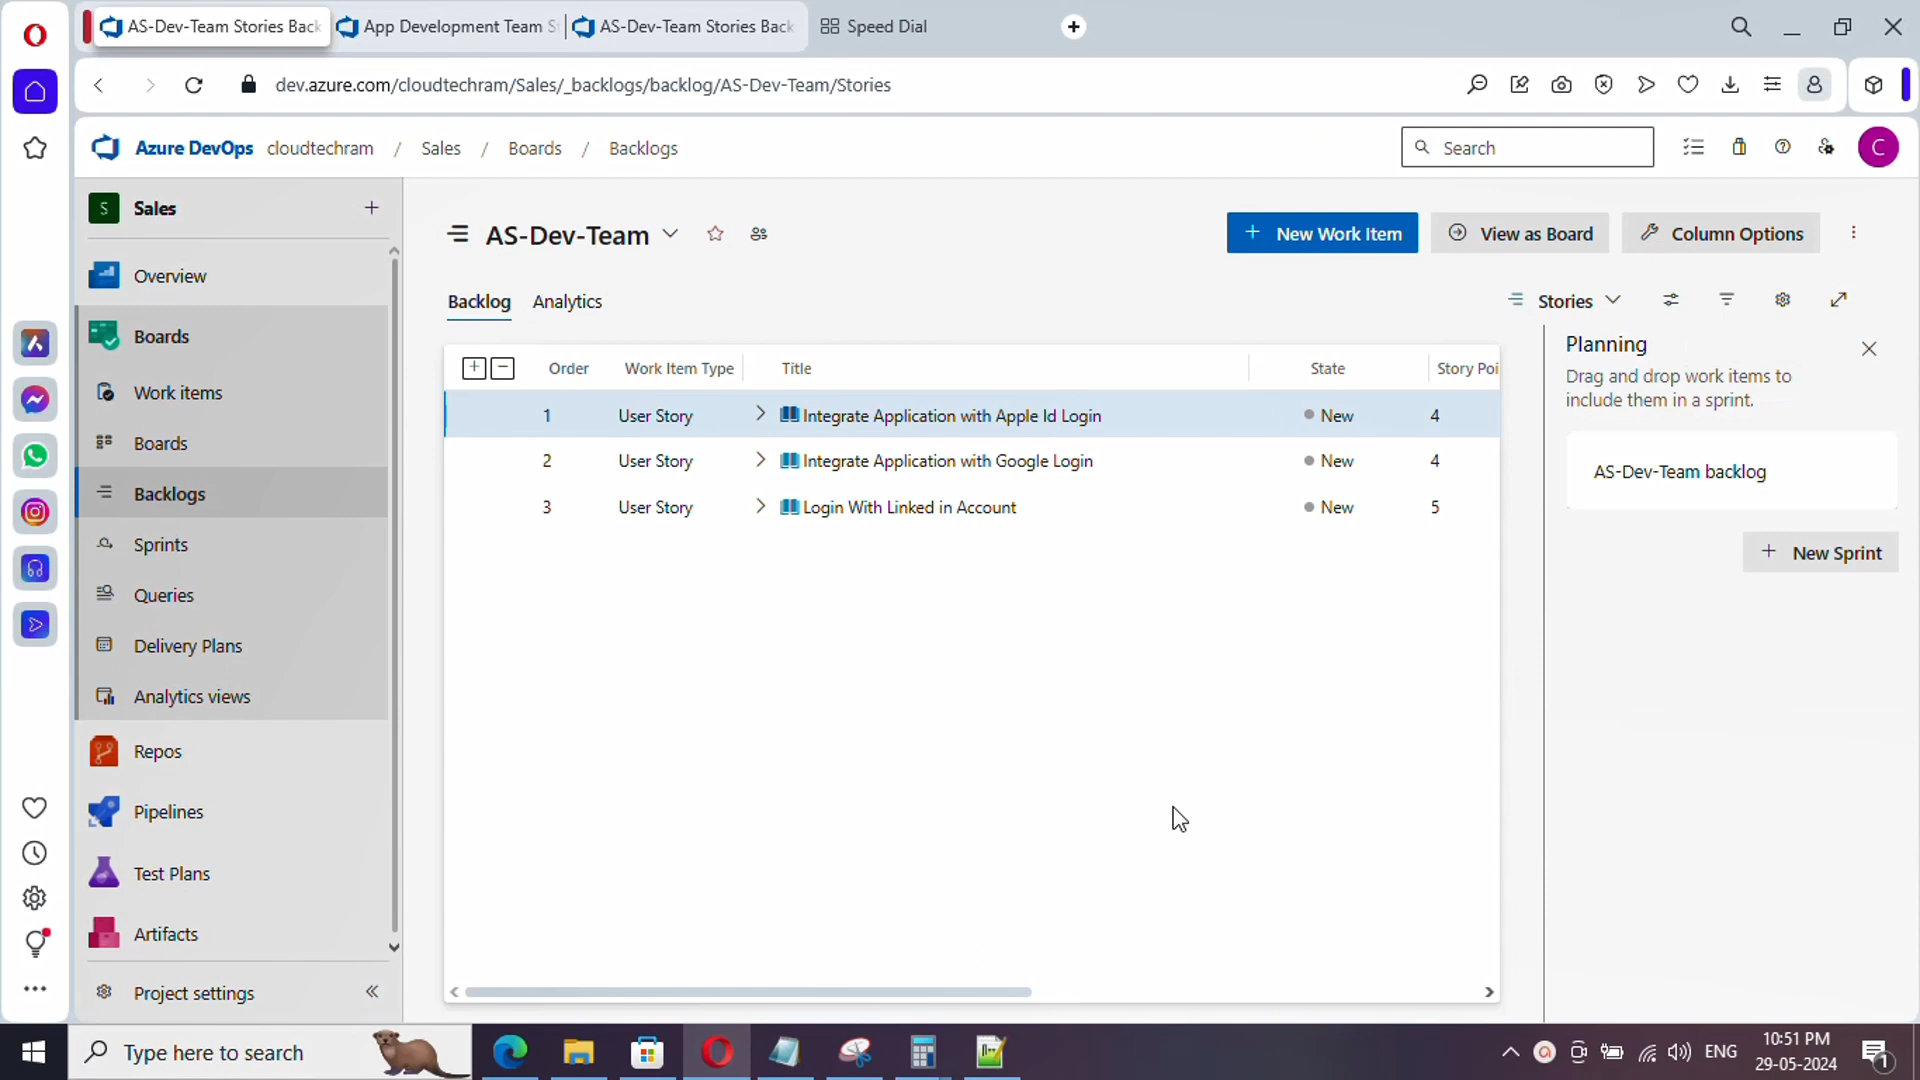 AS-Dev-Team Stories Back
App Development Team S
AS-Dev-Team Stories Back
Speed Dial
dev.azure.com/cloudtechram/Sales/_backlogs/backlog/AS-Dev-Team/Stories
Azure DevOps cloudtechram / Sales / Boards / Backlogs
Search
C
S Sales
AS-Dev-Team
New Work Item
View as Board
Column Options
Overview
Backlog Analytics
Stories
Boards
Planning
Drag and drop work items to
include them in a sprint.
Order Work Item Type Title State Story Poi
1 User Story Integrate Application with Apple Id Login New 4
2 User Story Integrate Application with Google Login New 4
3 User Story Login With Linked in Account New 5
AS-Dev-Team backlog
New Sprint
Work items
Boards
Backlogs
Sprints
Queries
Delivery Plans
Analytics views
Repos
Pipelines
Test Plans
Artifacts
Project settings
Type here to search
ENG
10:51 PM
29-05-2024
1